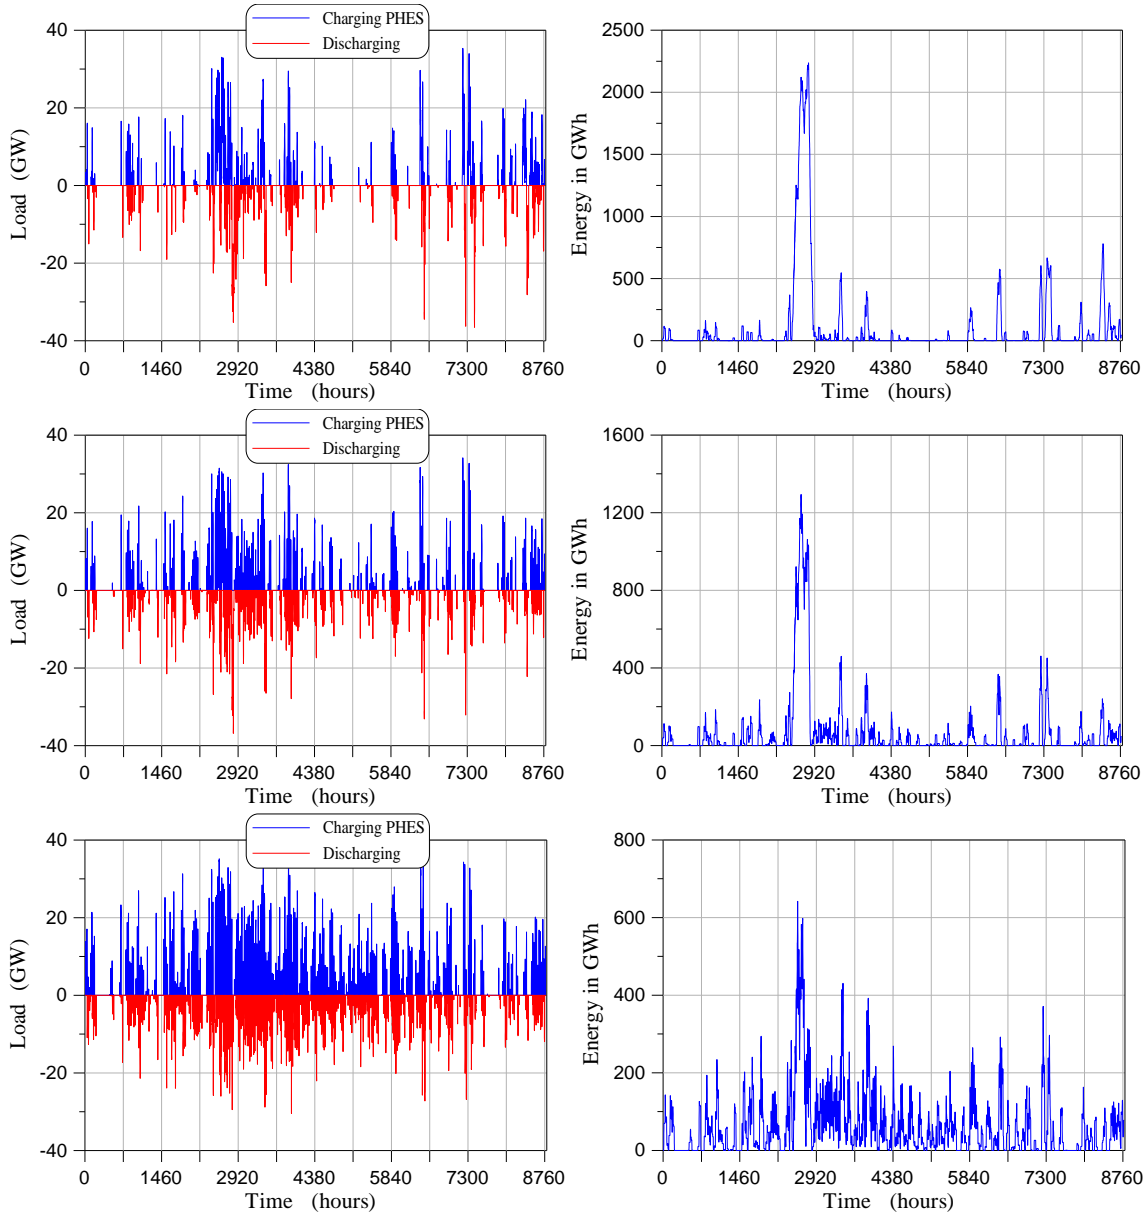 Charging PHES
Discharging
40
20
0
-20
-40
Load (GW)
0 1460 2920 4380 5840 7300 8760
Time (hours)
2500
2000
1500
1000
500
0
Energy in GWh
0 1460 2920 4380 5840 7300 8760
Time (hours)
Charging PHES
Discharging
40
20
0
-20
-40
Load (GW)
0 1460 2920 4380 5840 7300 8760
Time (hours)
1600
1200
800
400
0
Energy in GWh
0 1460 2920 4380 5840 7300 8760
Time (hours)
Charging PHES
Discharging
40
20
0
-20
-40
Load (GW)
0 1460 2920 4380 5840 7300 8760
Time (hours)
800
600
400
200
0
Energy in GWh
0 1460 2920 4380 5840 7300 8760
Time (hours)